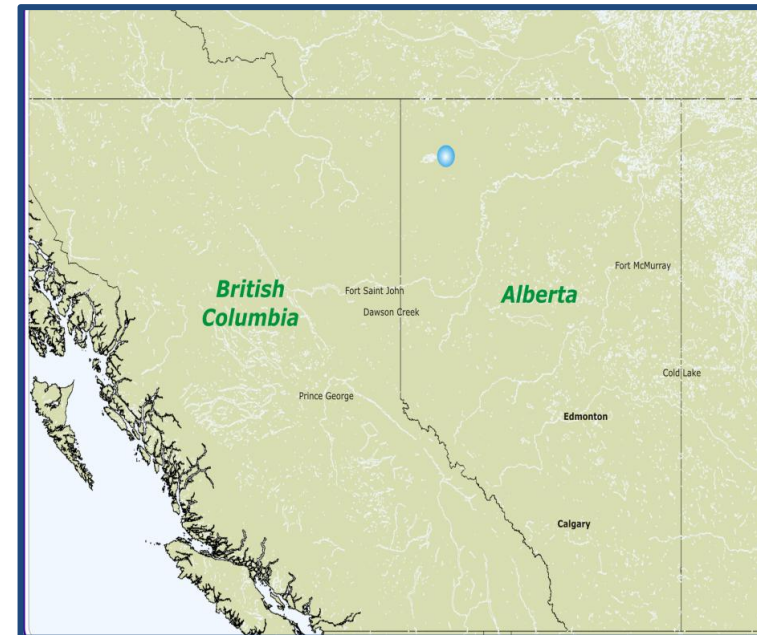 British
Columbia
Alberta
Fort McMurray
Fort Saint John
Dawson Creek
Cold Lake
Prince George
Edmonton
Calgary